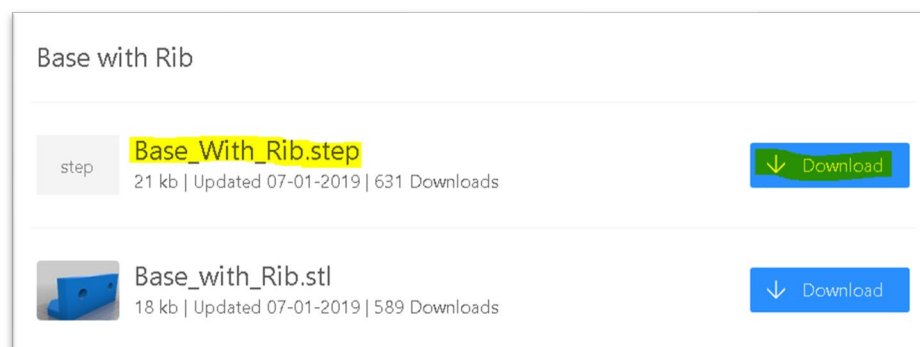 Base with Rib
step
Base_With_Rib.step
21 kb | Updated 07-01-2019 | 631 Downloads
Download
Base_with_Rib.stl
18 kb | Updated 07-01-2019 | 589 Downloads
Download